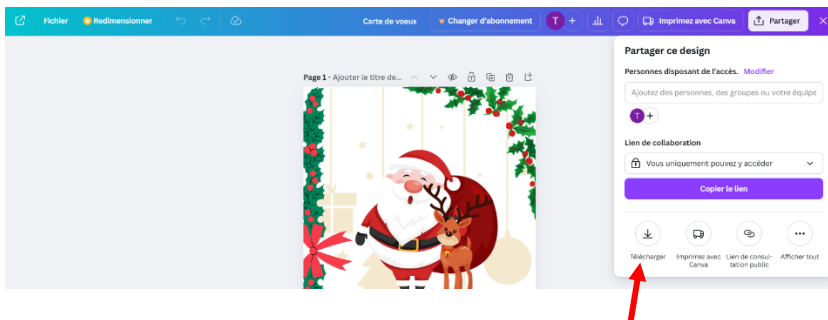 Fichier Redimensionner Carte de voeux Changer d'abonnement T + Imprimez avec Canva Partager
Partager ce design
Personnes disposant de l'accès. Modifier
Page 1 - Ajouter le titre de...
Ajoutez des personnes, des groupes ou votre équipe
T +
Lien de collaboration
Vous uniquement pouvez y accéder
Copier le lien
Télécharger Imprimez avec Lien de consul- Afficher tout
Canva tation public